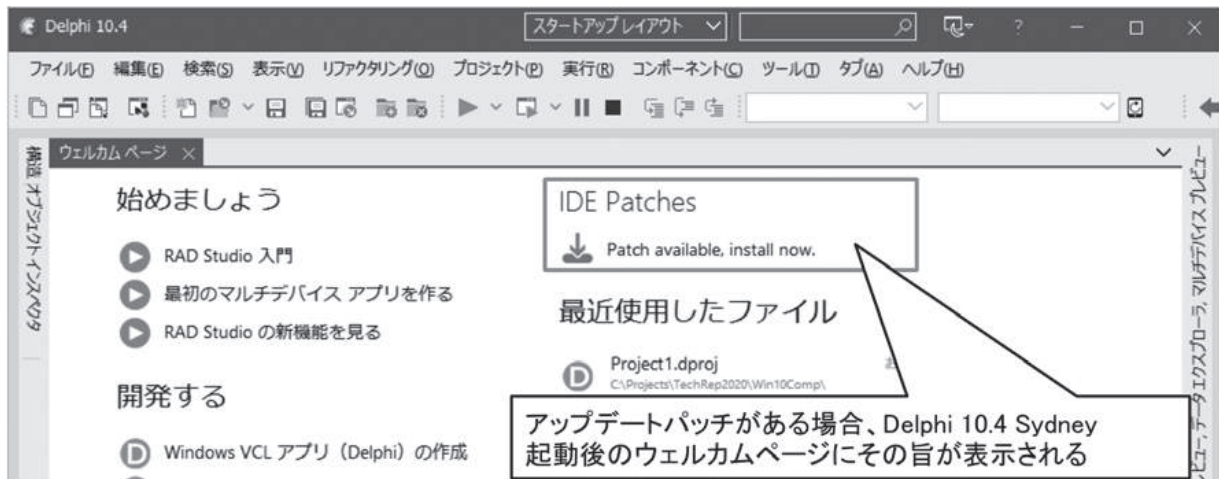 Delphi 10.4
スタートアップ レイアウト
ファイル(F) 編集(E) 検索(S) 表示(V) リファクタリング(O) プロジェクト(P) 実行(R) コンポーネント(C) ツール(T) タブ(A) ヘルプ(H)
ウェルカム ページ
構造 オブジェクト インスペクタ
始めましょう
RAD Studio 入門
最初のマルチデバイス アプリを作る
RAD Studio の新機能を見る
開発する
Windows VCL アプリ（Delphi）の作成
IDE Patches
Patch available, install now.
最近使用したファイル
Project1.dproj
C:\Projects\TechRep2020\Win10Comp\
アップデートパッチがある場合、Delphi 10.4 Sydney
起動後のウェルカムページにその旨が表示される
ビュー, データ エクスプローラ, マルチデバイス プレビュー